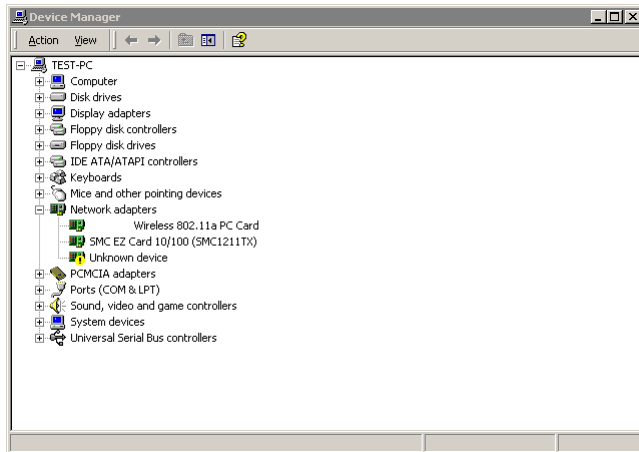 Device Manager
Action View
TEST-PC
Computer
Disk drives
Display adapters
Floppy disk controllers
Floppy disk drives
IDE ATA/ATAPI controllers
Keyboards
Mice and other pointing devices
Network adapters
Wireless 802.11a PC Card
SMC EZ Card 10/100 (SMC1211TX)
Unknown device
PCMCIA adapters
Ports (COM & LPT)
Sound, video and game controllers
System devices
Universal Serial Bus controllers